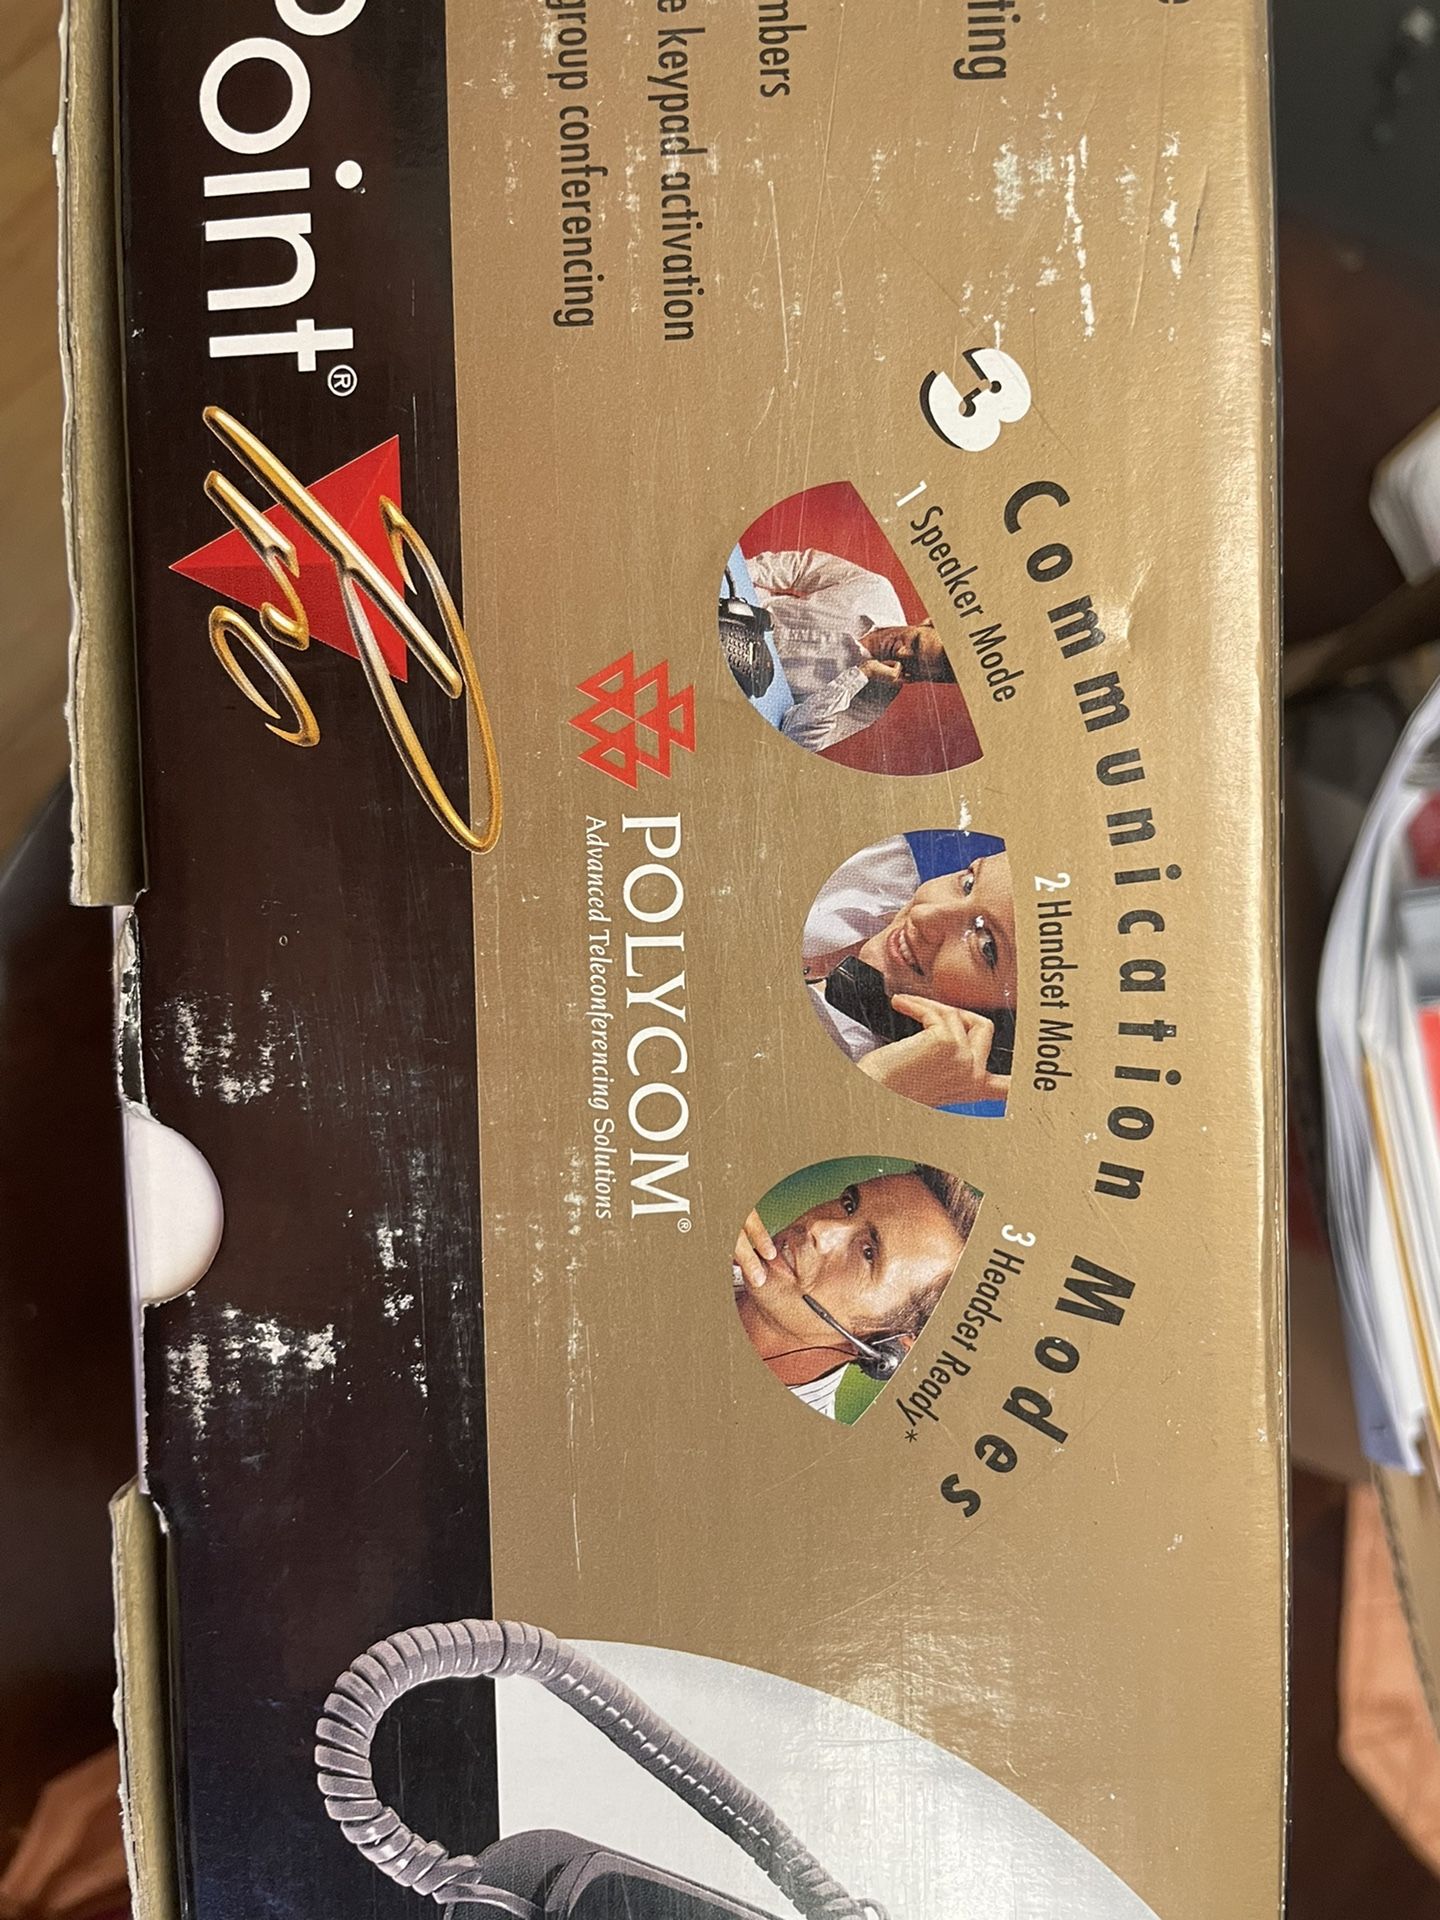 ting
mbers
e keypad activation
group conferencing
Point®
Pro
3 Communication Modes
1 Speaker Mode
2 Handset Mode
3 Headset Ready*
POLYCOM®
Advanced Teleconferencing Solutions